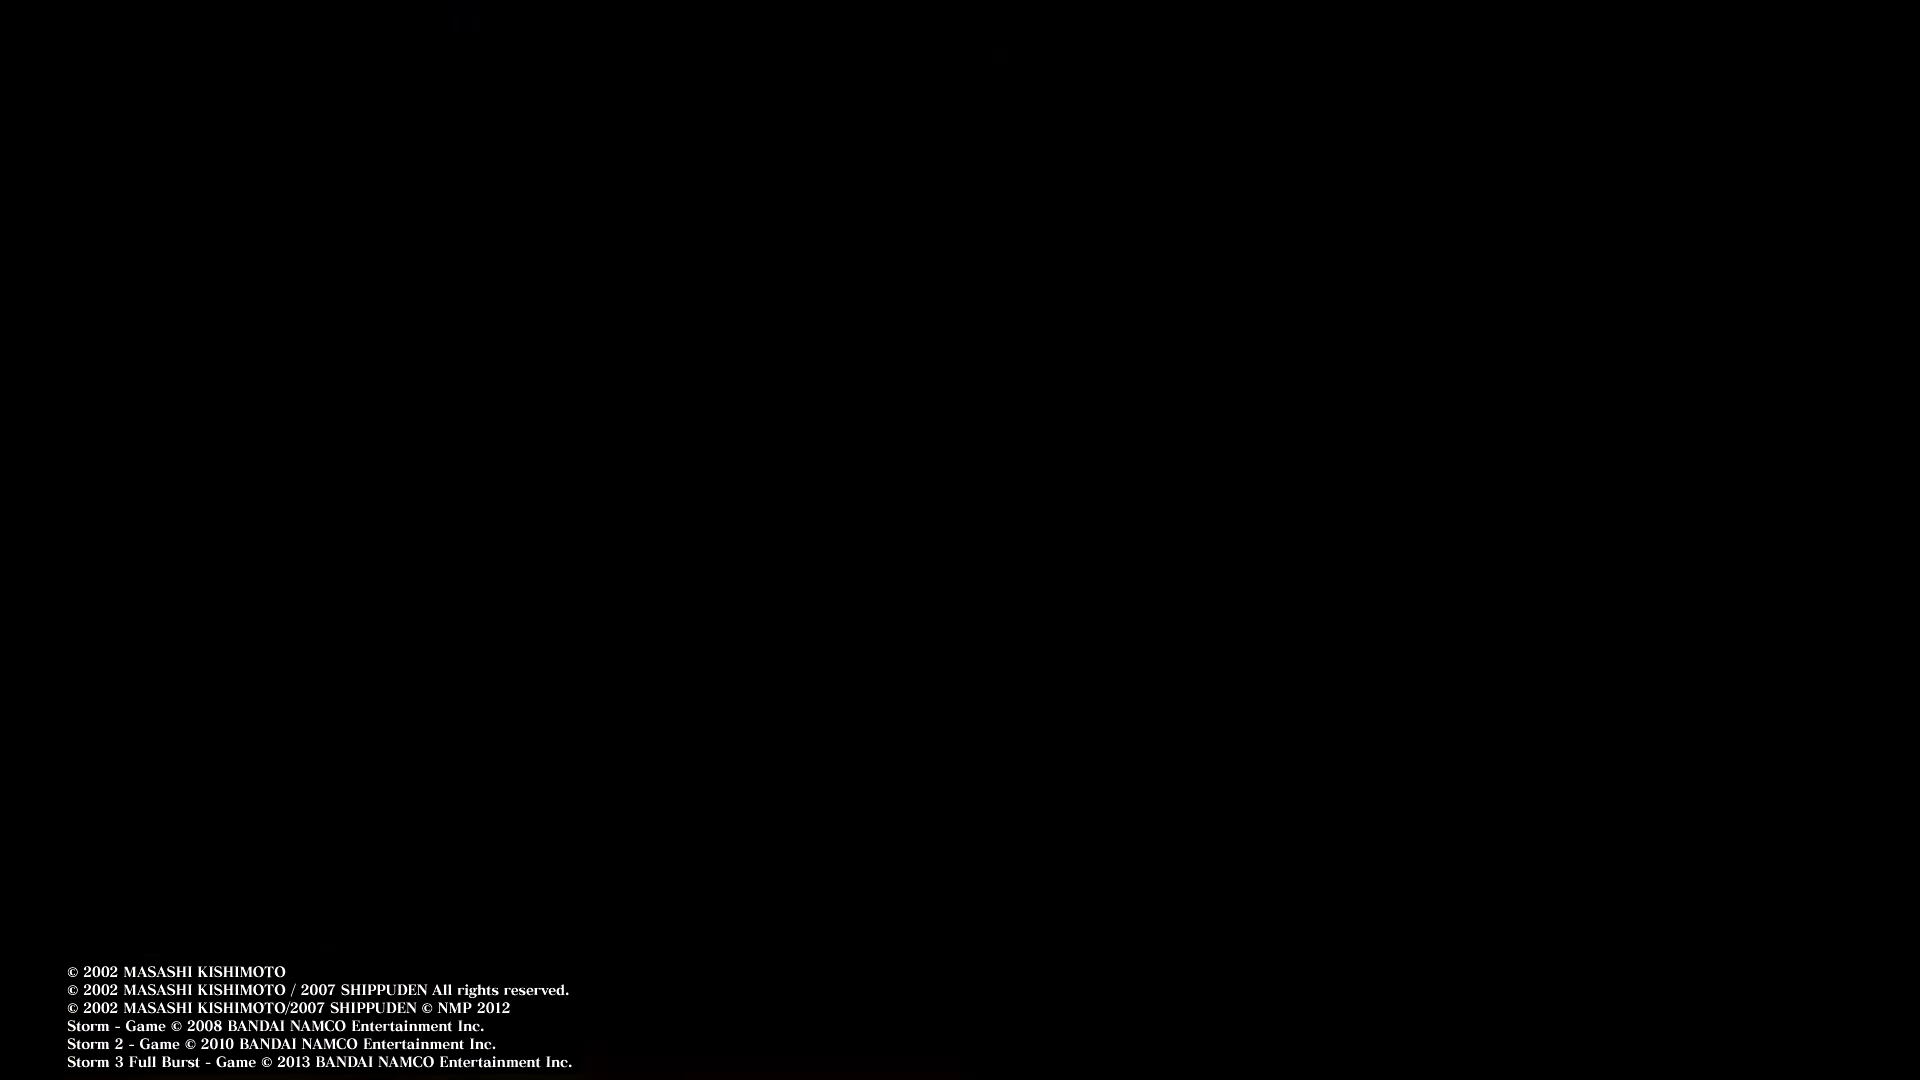 © 2002 MASASHI KISHIMOTO
© 2002 MASASHI KISHIMOTO / 2007 SHIPPUDEN All rights reserved.
© 2002 MASASHI KISHIMOTO/2007 SHIPPUDEN © NMP 2012
Storm - Game © 2008 BANDAI NAMCO Entertainment Inc.
Storm 2 - Game © 2010 BANDAI NAMCO Entertainment Inc.
Storm 3 Full Burst - Game © 2013 BANDAI NAMCO Entertainment Inc.